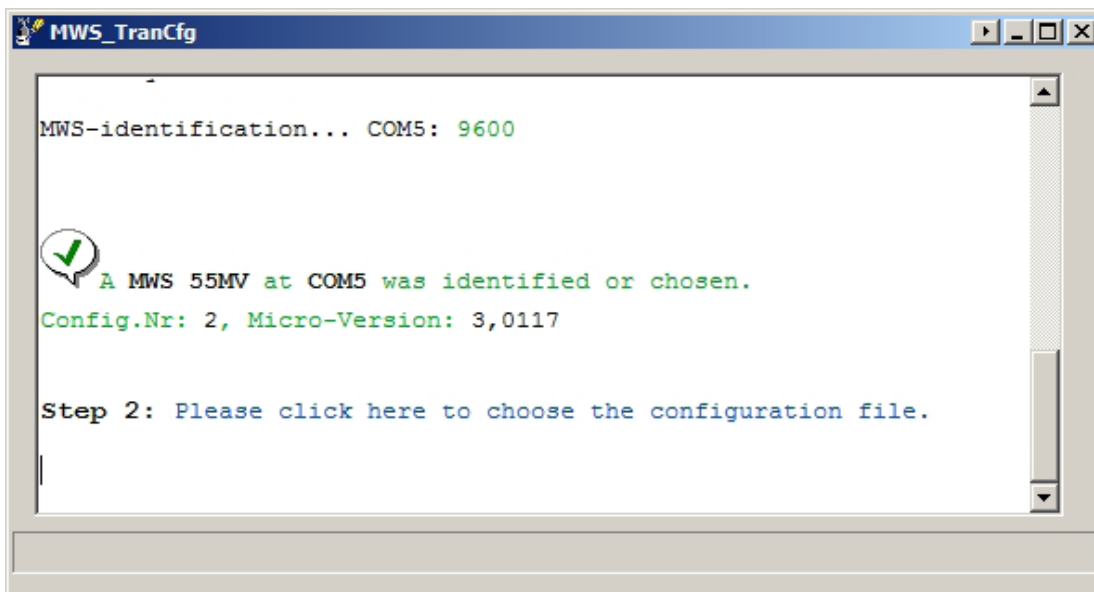 MWS_TranCfg
MWS-identification... COM5: 9600
A MWS 55MV at COM5 was identified or chosen.
Config.Nr: 2, Micro-Version: 3,0117
Step 2: Please click here to choose the configuration file.